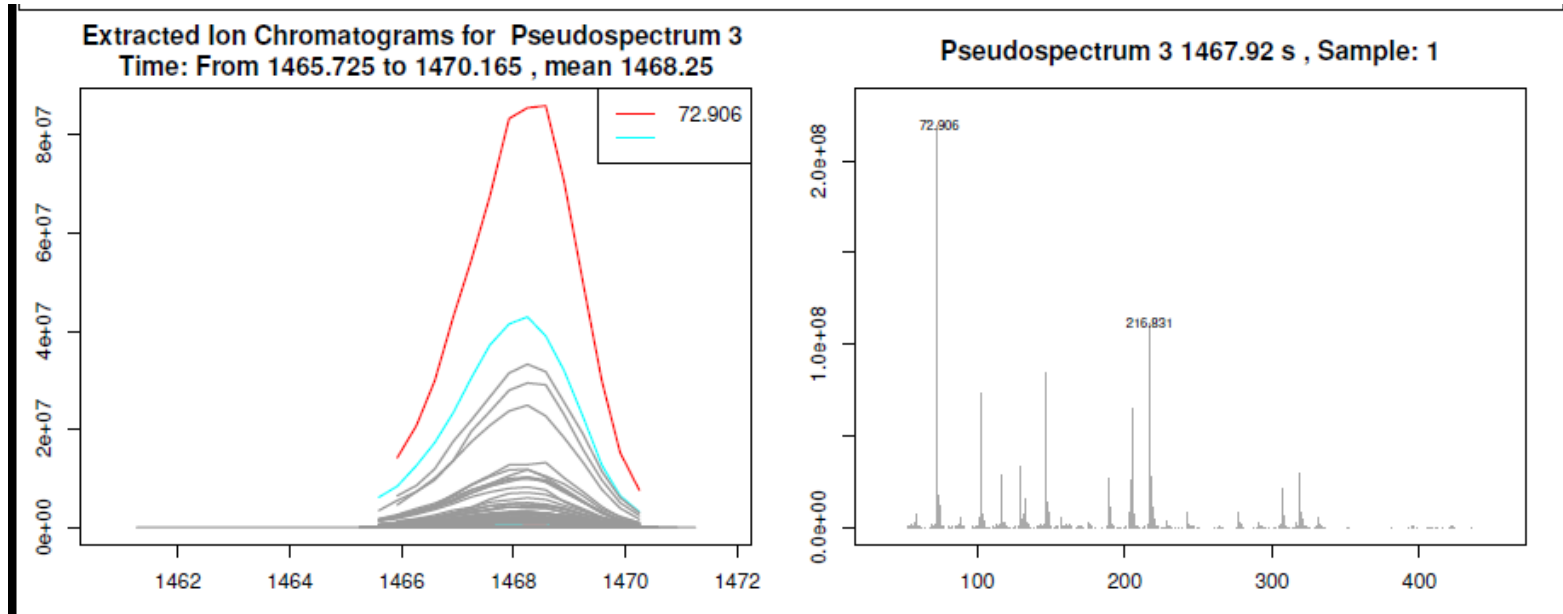 Extracted Ion Chromatograms for Pseudospectrum 3
Time: From 1465.725 to 1470.165 , mean 1468.25
72.906
8e+07
6e+07
4e+07
2e+07
0e+00
1462 1464 1466 1468 1470 1472
Pseudospectrum 3 1467.92 s , Sample: 1
72.906
216.831
2.0e+08
1.0e+08
0.0e+00
100 200 300 400